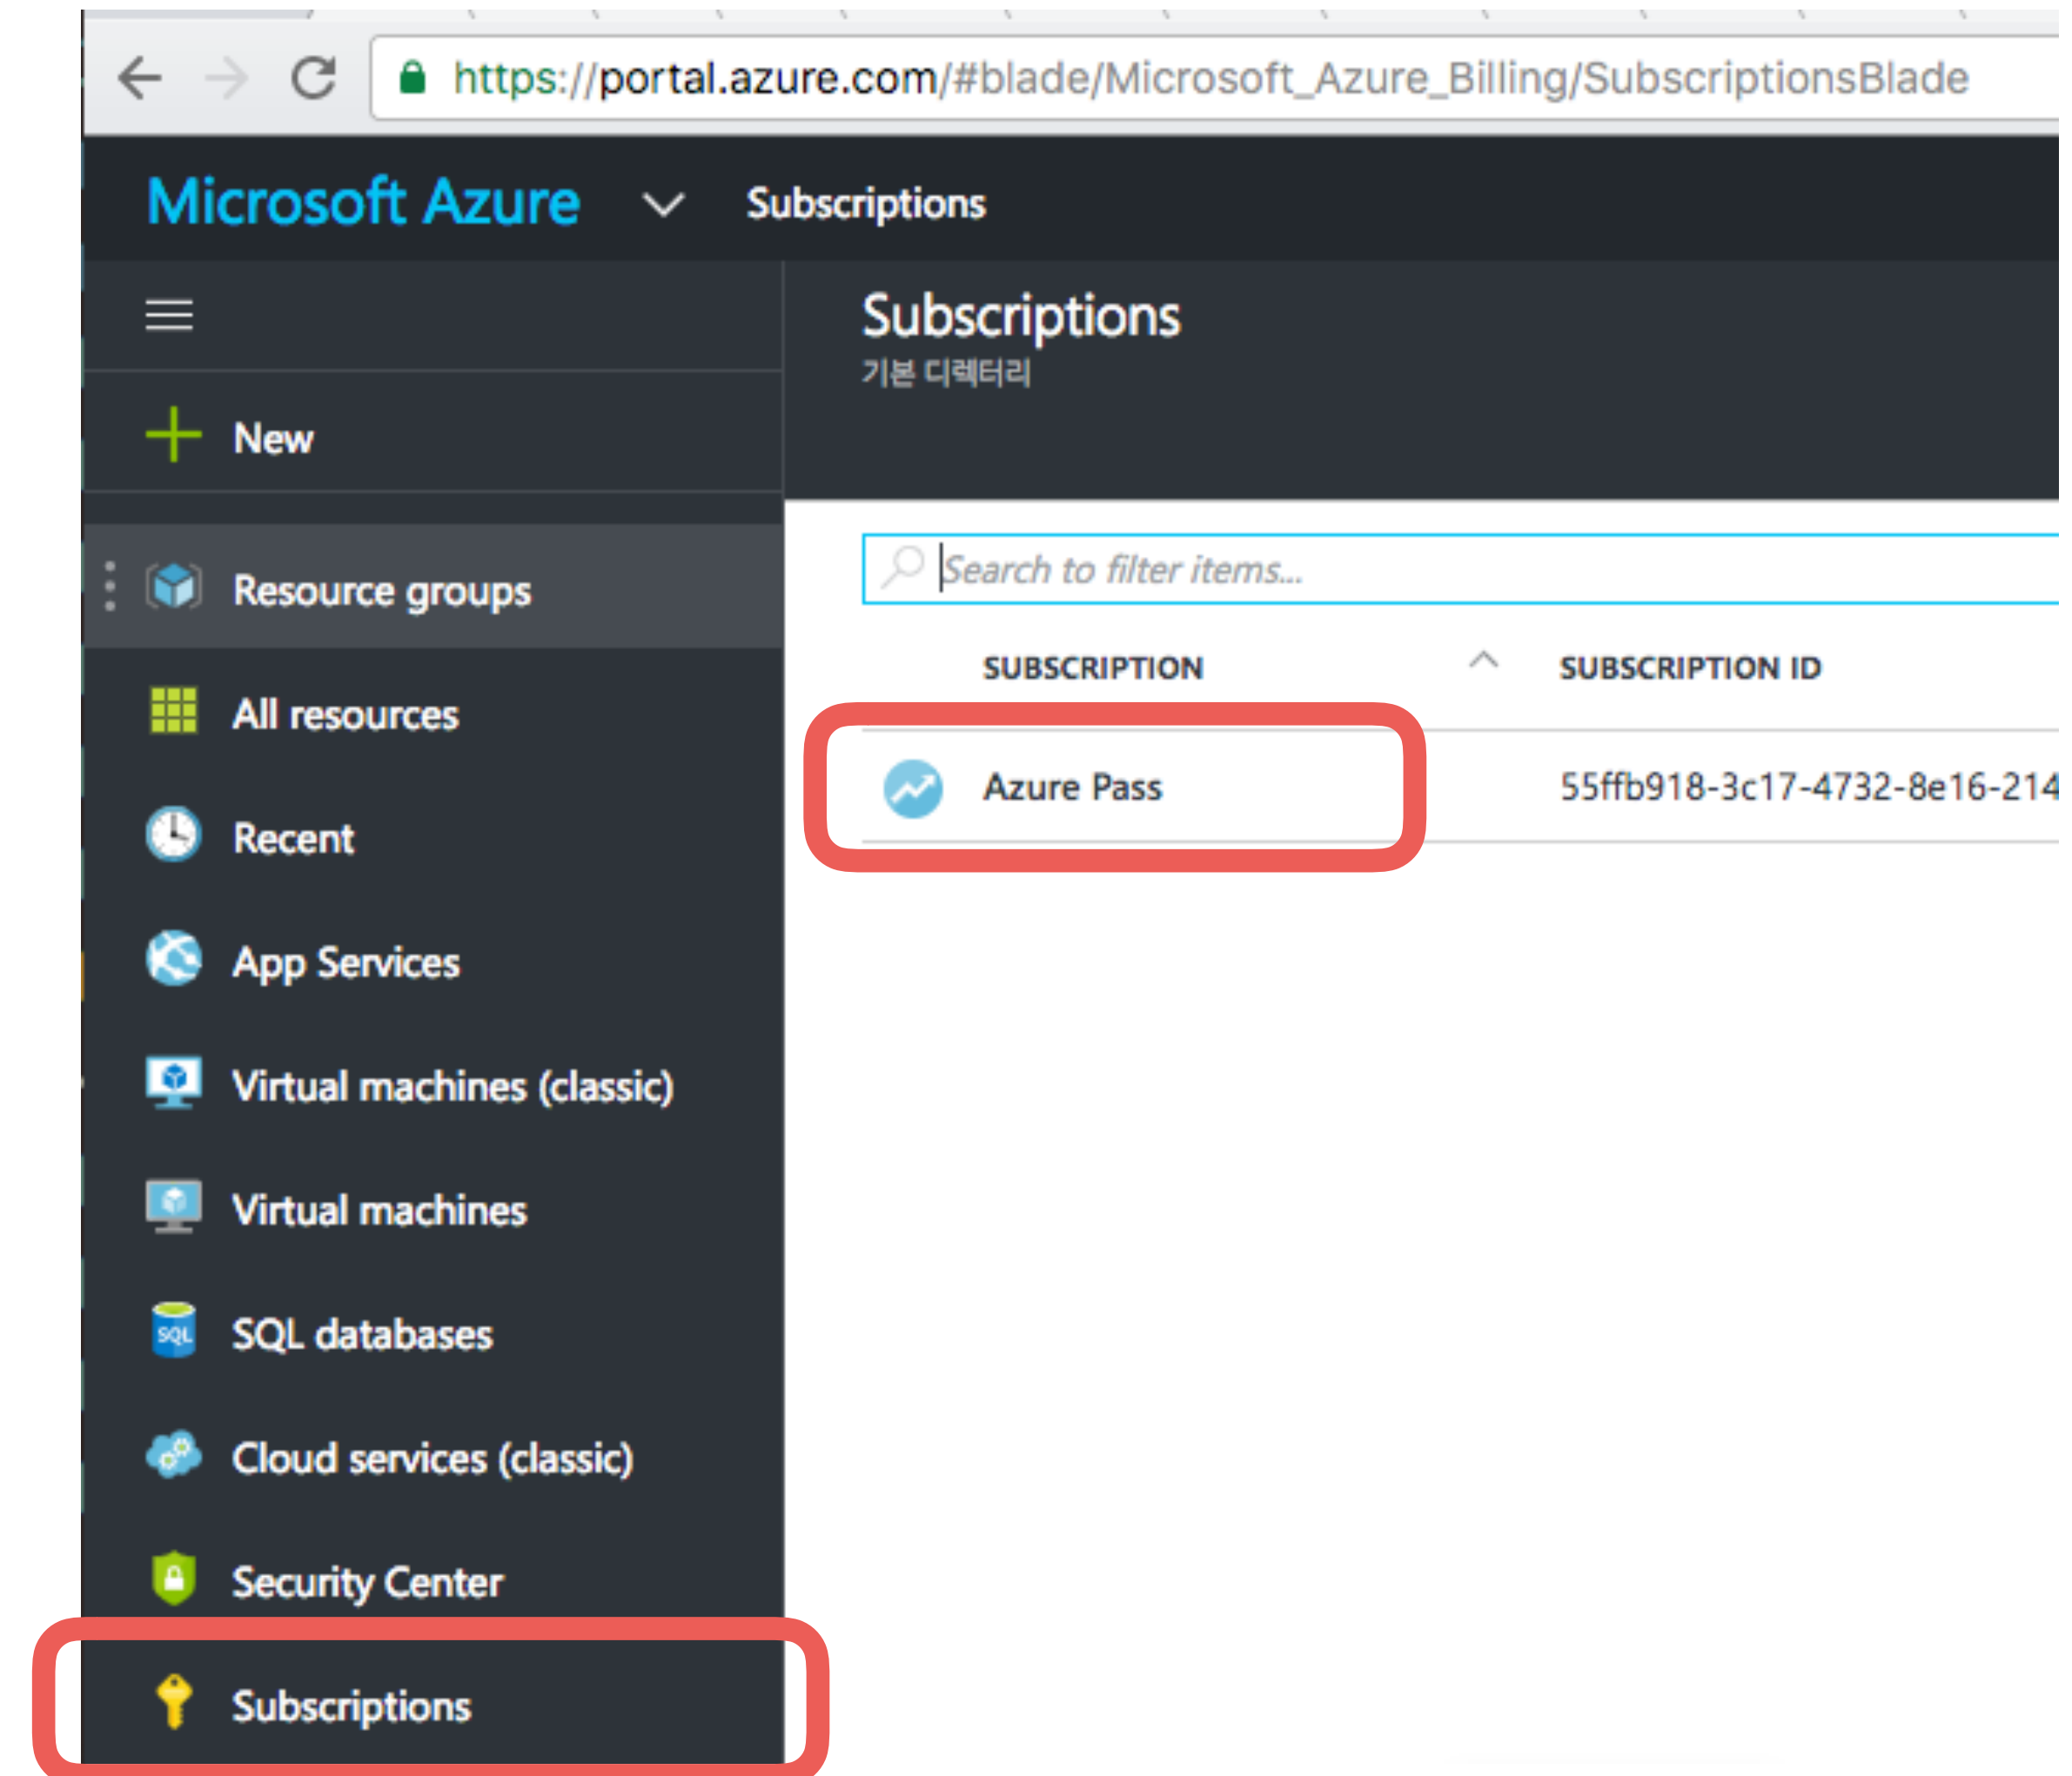 https://portal.azure.com/#blade/Microsoft_Azure_Billing/SubscriptionsBlade
Microsoft Azure Subscriptions
Subscriptions
기본 디렉터리
New
Resource groups
All resources
Recent
App Services
Virtual machines (classic)
Virtual machines
SQL databases
Cloud services (classic)
Security Center
Subscriptions
Search to filter items...
SUBSCRIPTION SUBSCRIPTION ID
Azure Pass 55ffb918-3c17-4732-8e16-214